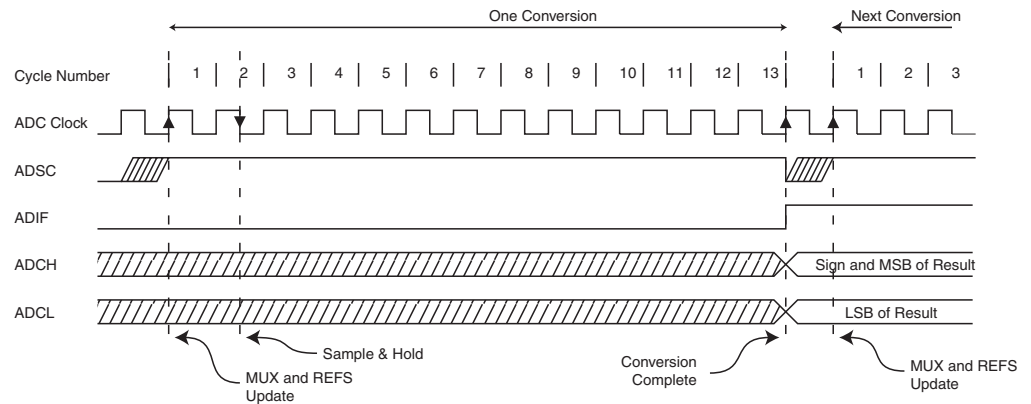 One Conversion Next Conversion
Cycle Number 1 2 3 4 5 6 7 8 9 10 11 12 13 1 2 3
ADC Clock
ADSC
ADIF
ADCH Sign and MSB of Result
ADCL LSB of Result
Sample & Hold
MUX and REFS
Update
Conversion
Complete
MUX and REFS
Update